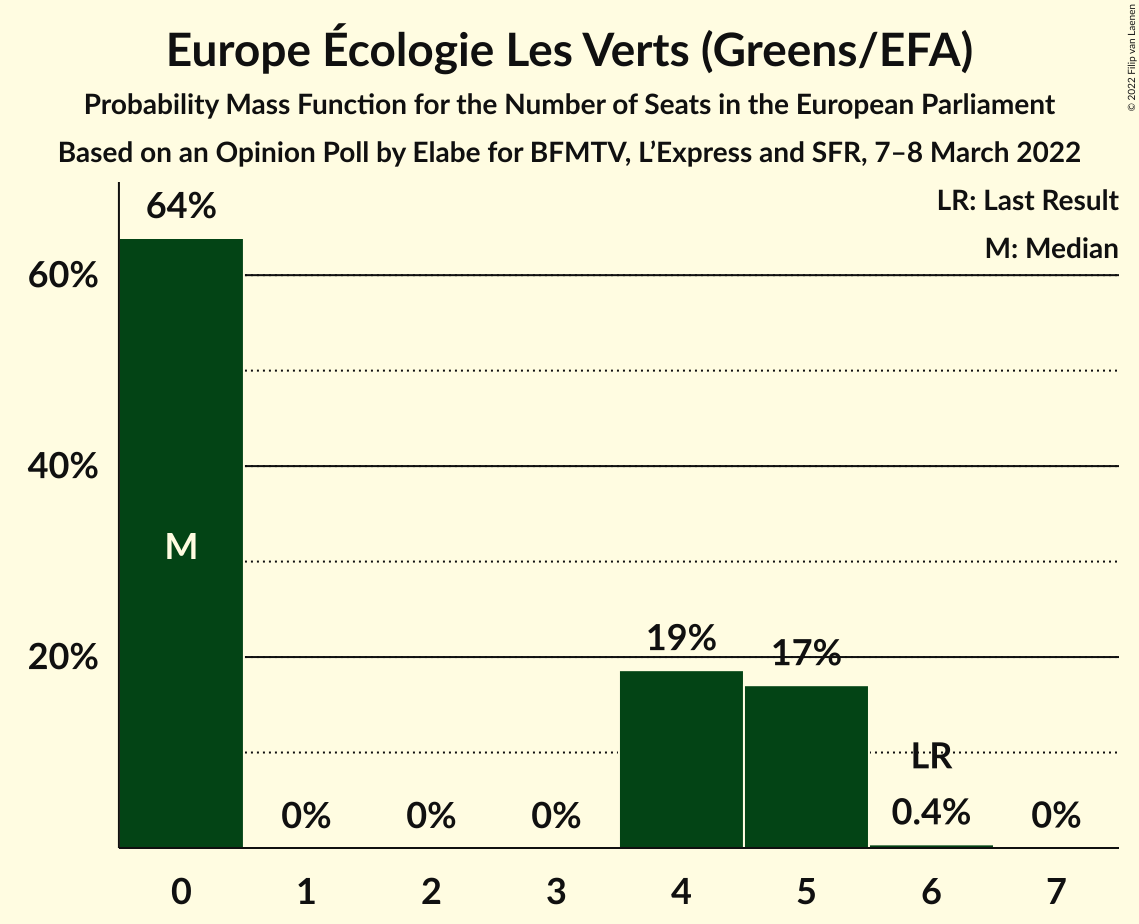 Europe Écologie Les Verts (Greens/EFA)
Probability Mass Function for the Number of Seats in the European Parliament
Based on an Opinion Poll by Elabe for BFMTV, L’Express and SFR, 7–8 March 2022
© 2022 Filip van Laenen
LR: Last Result
M: Median
64%
60%
40%
M
19%
17%
20%
LR
0%
0%
0%
0.4%
0%
0
1
2
3
4
5
6
7